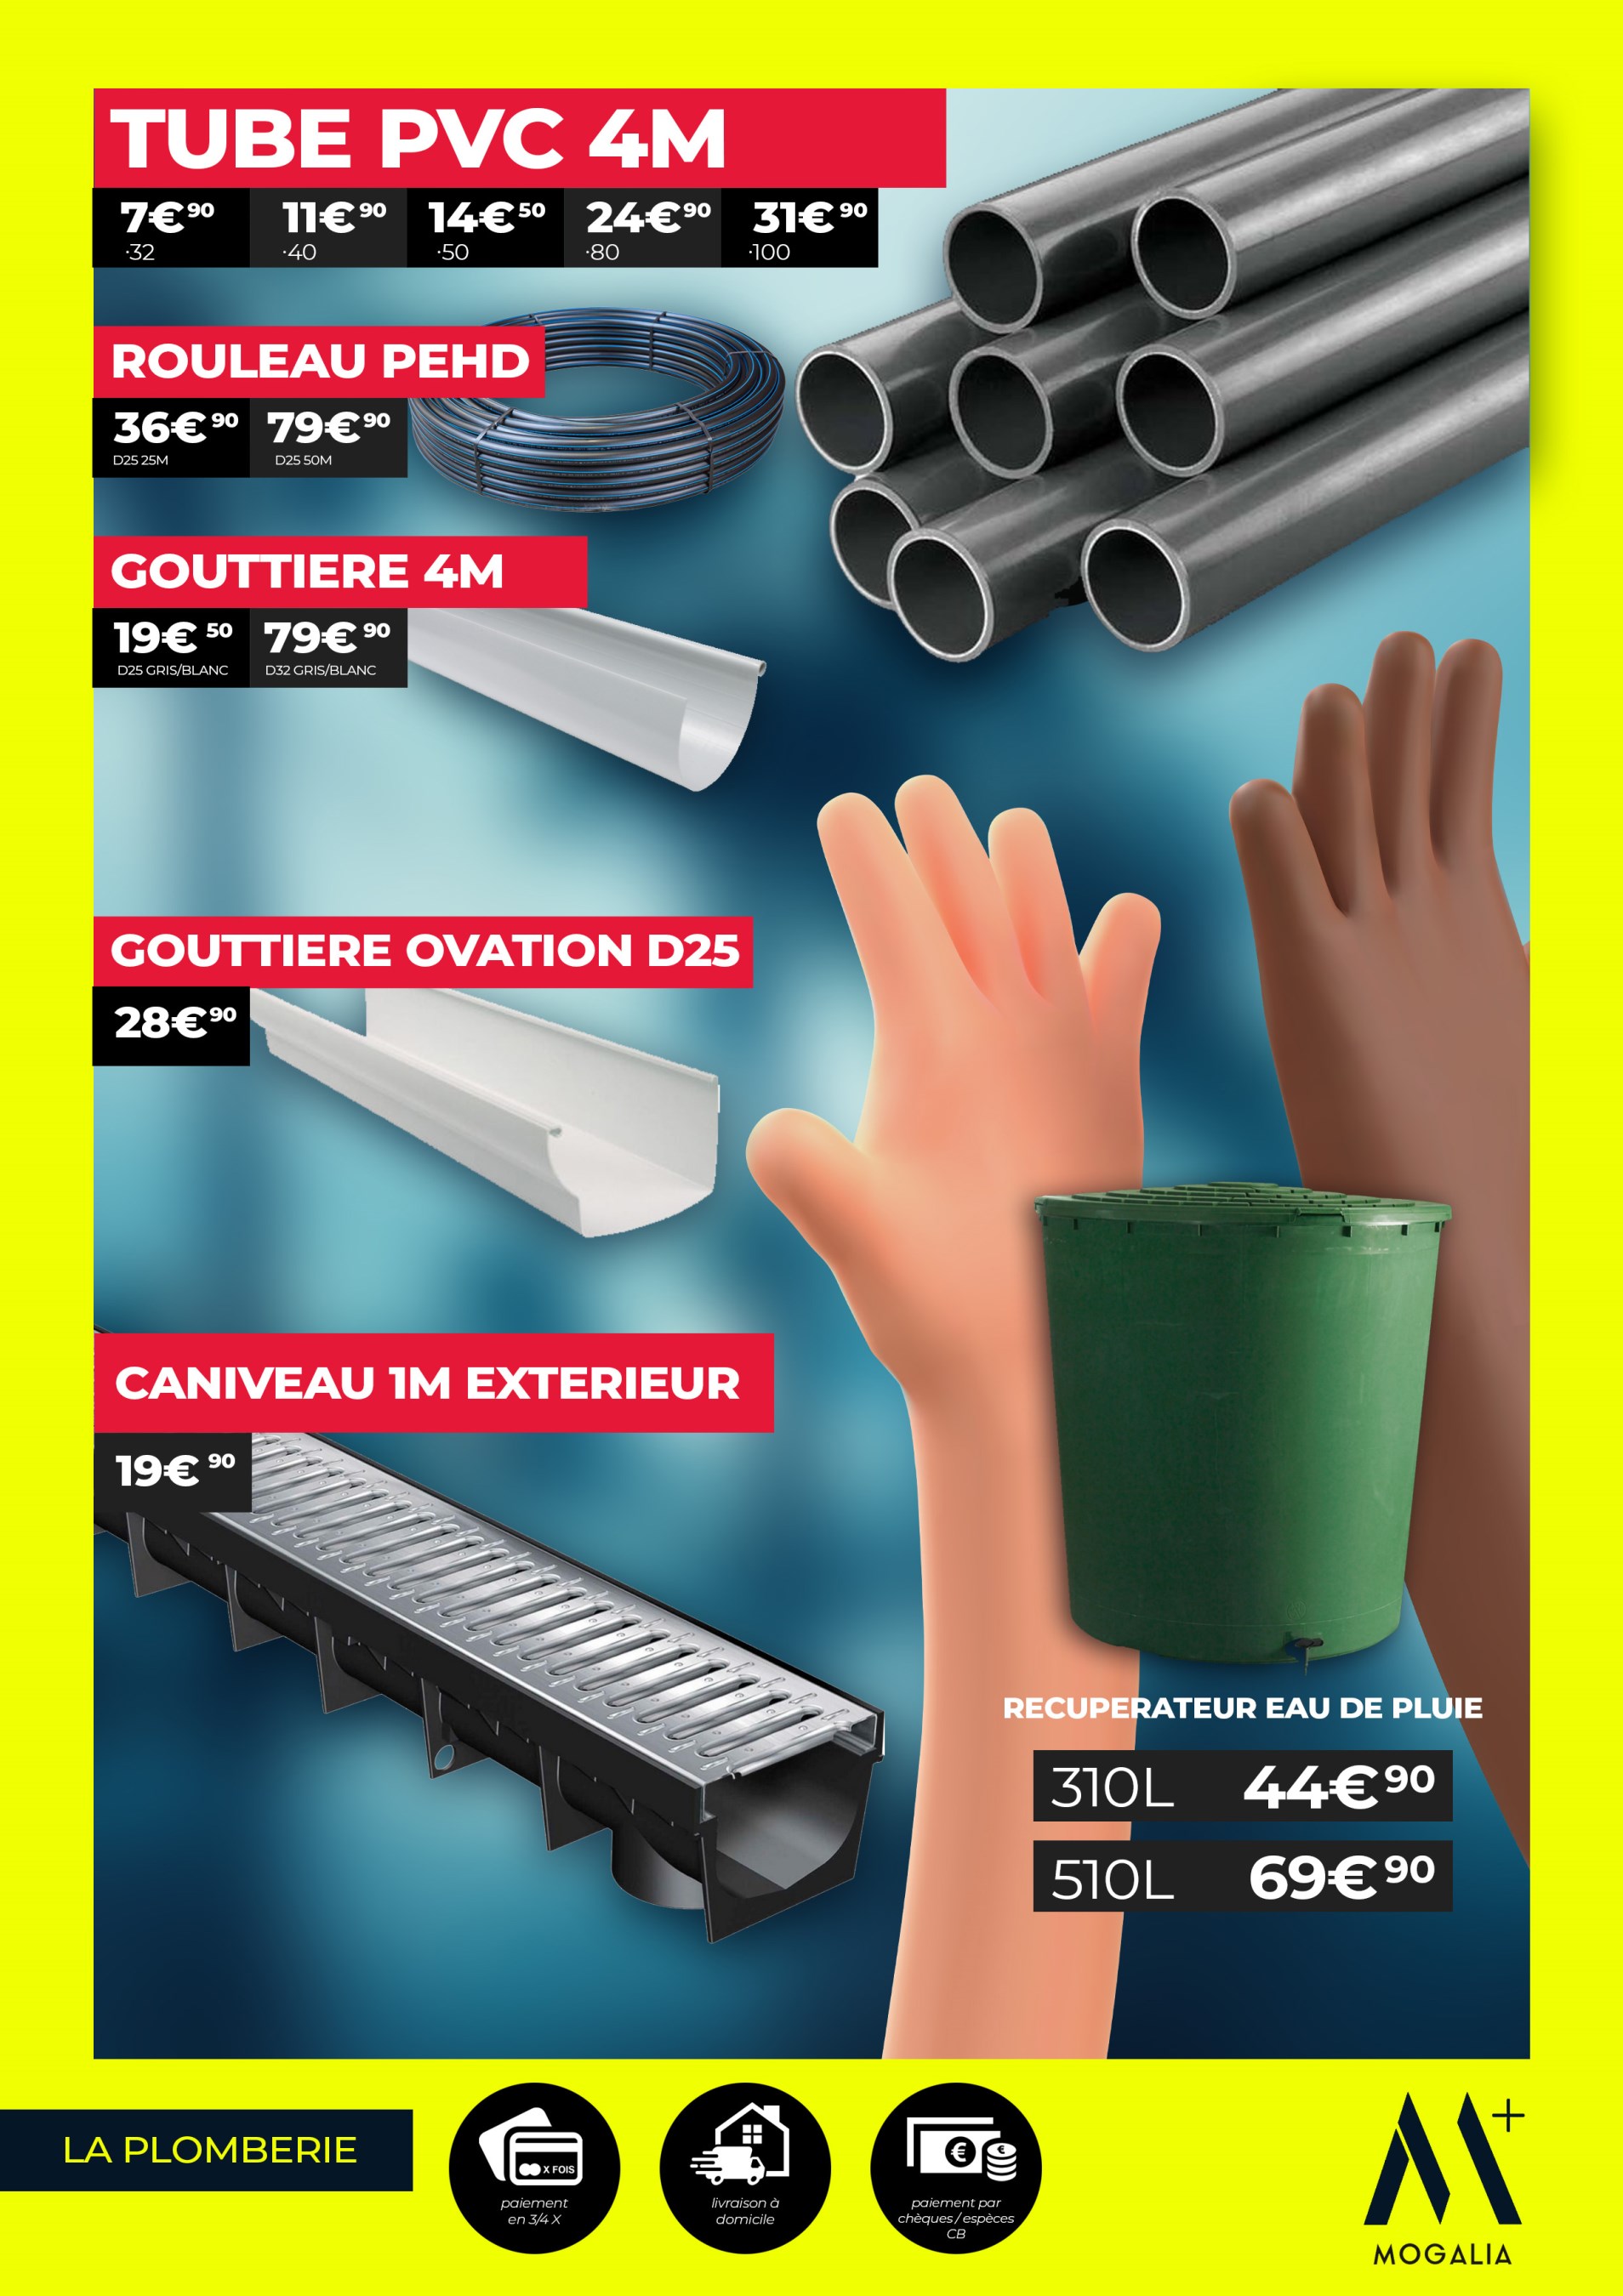 TUBE PVC 4M
7€90 11€90 14€50 24€90 31€90
·32 ·40 ·50 ·80 ·100
ROULEAU PEHD
36€90 79€90
D25 25M D25 50M
GOUTTIERE 4M
19€50 79€90
D25 GRIS/BLANC D32 GRIS/BLANC
GOUTTIERE OVATION D25
28€90
CANIVEAU 1M EXTERIEUR
19€90
RECUPERATEUR EAU DE PLUIE
310L 44€90
510L 69€90
LA PLOMBERIE
X FOIS
paiement
en 3/4 X
livraison à
domicile
€ €
paiement par
chèques / espèces
CB
M+
MOGALIA